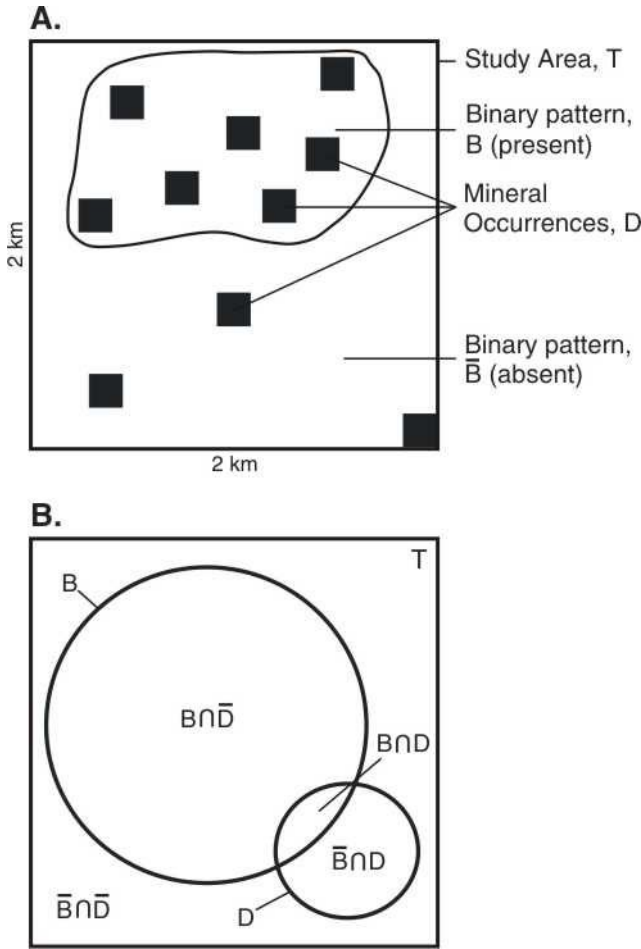 A.
Study Area, T
Binary pattern,
B (present)
Mineral
Occurrences, D
2 km
Binary pattern,
B̅ (absent)
2 km
B.
T
B
B∩D̅
B∩D
B̅∩D
B̅∩D̅
D